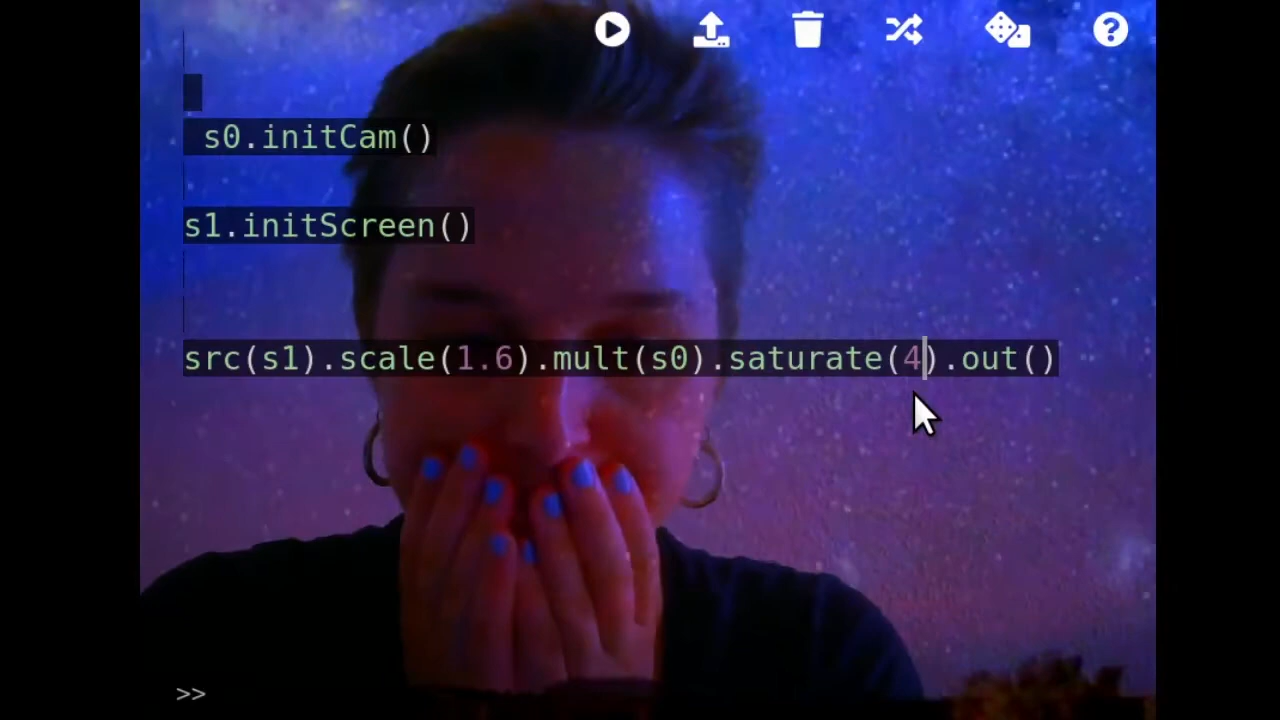 s0.initCam()
s1.initScreen()
src(s1).scale(1.6).mult(s0).saturate(4).out()
>>